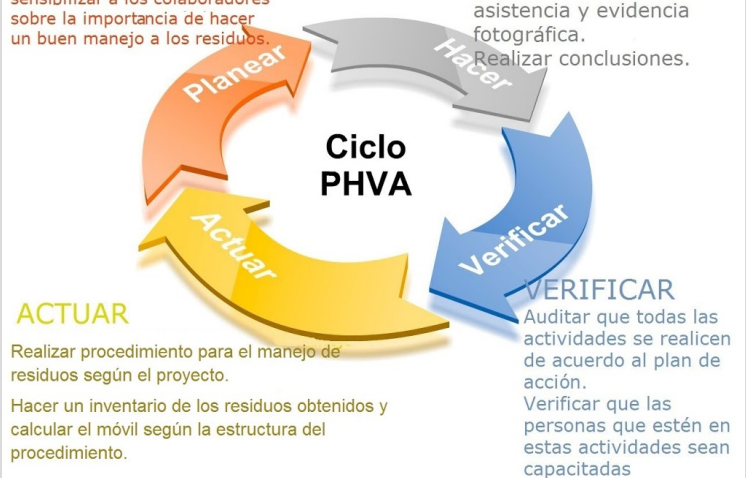 sensibilizar a los colaboradores
sobre la importancia de hacer
un buen manejo a los residuos.
asistencia y evidencia
fotográfica.
Realizar conclusiones.
Planear
Hacer
Ciclo
PHVA
Verificar
Actuar
ACTUAR
Realizar procedimiento para el manejo de
residuos según el proyecto.
Hacer un inventario de los residuos obtenidos y
calcular el móvil según la estructura del
procedimiento.
VERIFICAR
Auditar que todas las
actividades se realicen
de acuerdo al plan de
acción.
Verificar que las
personas que estén en
estas actividades sean
capacitadas